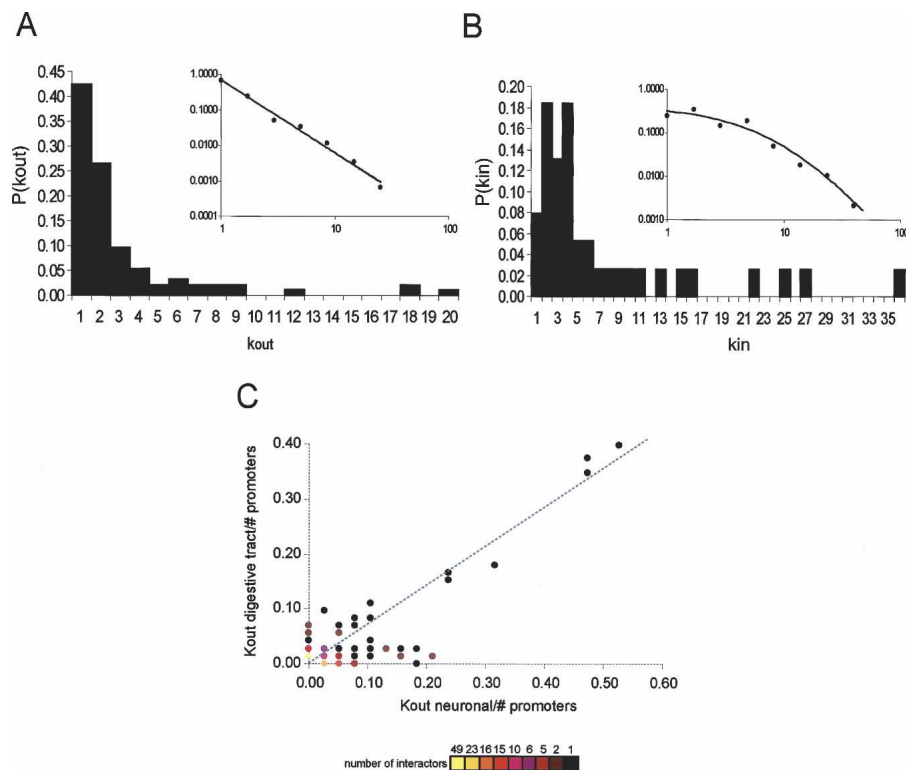 A
P(kout)
0.45
0.40
0.35
0.30
0.25
0.20
0.15
0.10
0.05
0.00
1 2 3 4 5 6 7 8 9 10 11 12 13 14 15 16 17 18 19 20
kout
1.0000
0.1000
0.0100
0.0010
0.0001
1 10 100
B
P(kin)
0.20
0.18
0.16
0.14
0.12
0.10
0.08
0.06
0.04
0.02
0.00
1 3 5 7 9 11 13 15 17 19 21 23 25 27 29 31 33 35
kin
1.0000
0.1000
0.0100
0.0010
1 10 100
C
Kout digestive tract/# promoters
0.40
0.30
0.20
0.10
0.00
0.00 0.10 0.20 0.30 0.40 0.50 0.60
Kout neuronal/# promoters
49 23 16 15 10 6 5 2 1
number of interactors